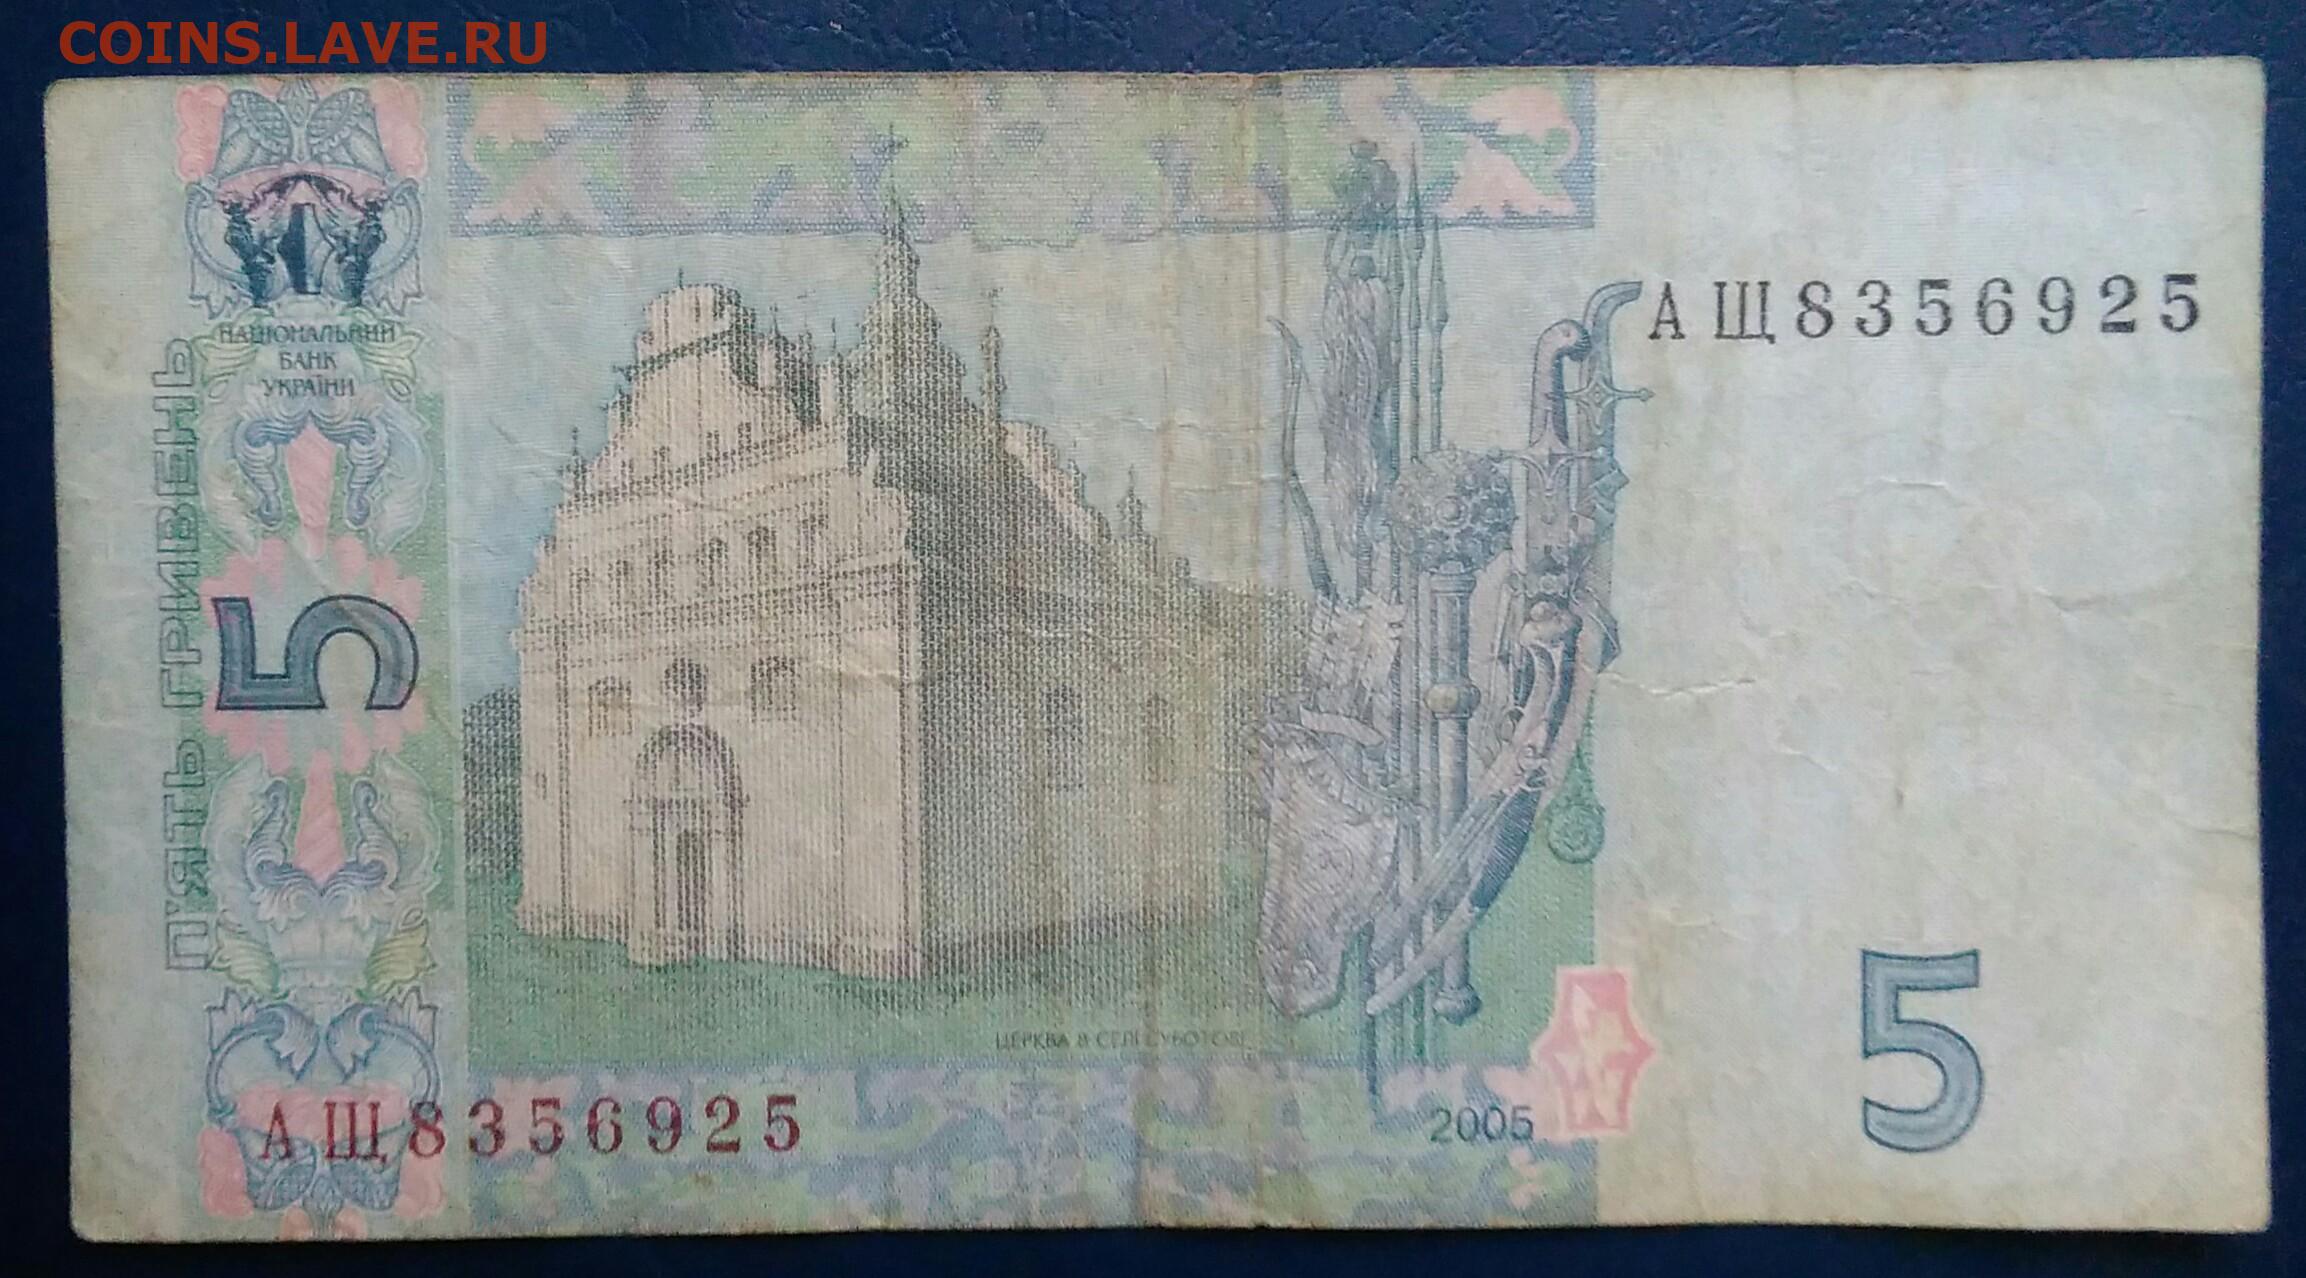 COINS.LAVE.RU
АЩ8356925
НАЦІОНАЛЬНИЙ
БАНК
УКРАЇНИ
П'ЯТЬ ГРИВЕНЬ
5
ЦЕРКВА В СЕЛІ СУБОТОВІ
АЩ8356925
2005
5